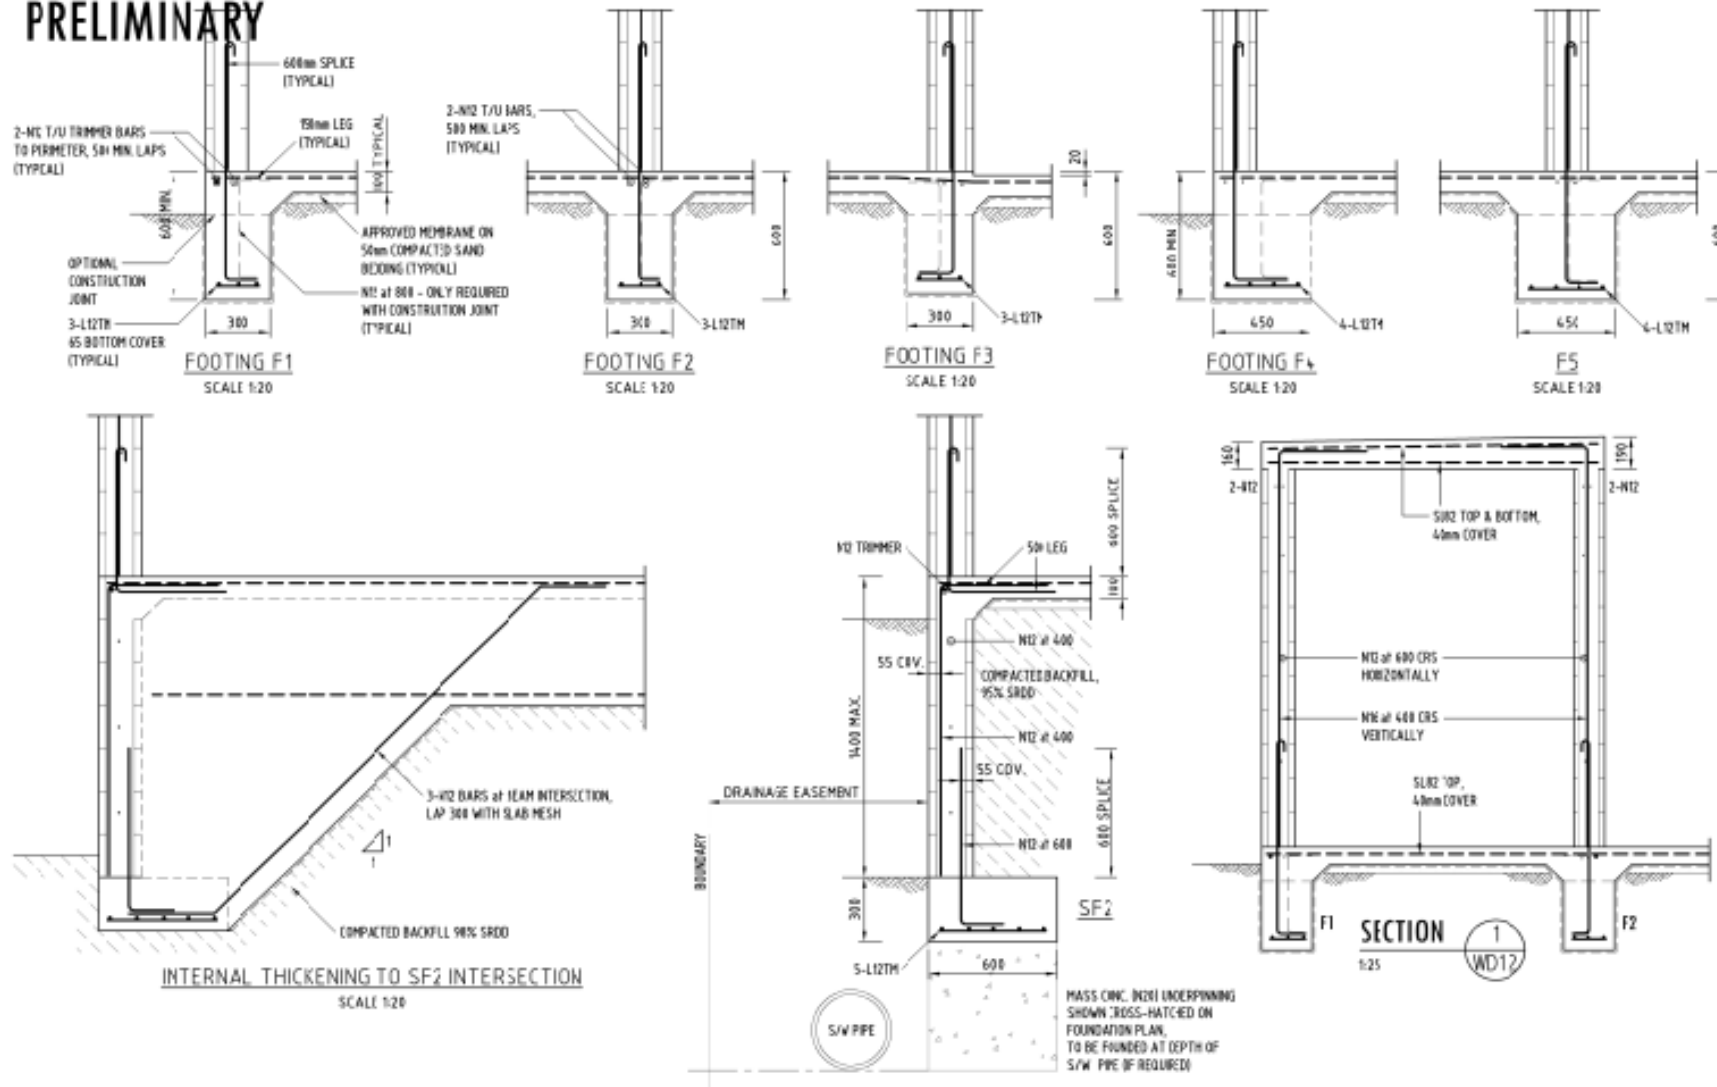 PRELIMINARY
600mm SPLICE
(TYPICAL)
2-N12 T/U TRIMMER BARS
TO PERIMETER, 500 MIN. LAPS
(TYPICAL)
LEG
(TYPICAL)
100 TYPICAL
600 MIN.
OPTIONAL
CONSTRUCTION
JOINT
3-L12TM
65 BOTTOM COVER
(TYPICAL)
APPROVED MEMBRANE ON
50mm COMPACTED SAND
BEDDING (TYPICAL)
N12 at 800 - ONLY REQUIRED
WITH CONSTRUCTION JOINT
(TYPICAL)
300
FOOTING F1
SCALE 1:20
2-N12 T/U BARS,
500 MIN. LAPS
(TYPICAL)
600
300
3-L12TM
FOOTING F2
SCALE 1:20
20
600
300
3-L12TM
FOOTING F3
SCALE 1:20
600 MIN
450
4-L12TM
FOOTING F4
SCALE 1:20
450
4-L12TM
600
F5
SCALE 1:20
3-N12 BARS at BEAM INTERSECTION,
LAP 300 WITH SLAB MESH
1
1
COMPACTED BACKFILL 98% SRDD
INTERNAL THICKENING TO SF2 INTERSECTION
SCALE 1:20
N12 TRIMMER
500 LEG
600 SPLICE
100
N12 at 400
55 COV.
COMPACTED BACKFILL,
95% SRDD
1400 MAX.
N12 at 400
55 COV.
DRAINAGE EASEMENT
BOUNDARY
600 SPLICE
N12 at 600
300
SF2
5-L12TM
600
S/W PIPE
MASS CONC. (N20) UNDERPINNING
SHOWN CROSS-HATCHED ON
FOUNDATION PLAN,
TO BE FOUNDED AT DEPTH OF
S/W PIPE (IF REQUIRED)
160
190
2-N12
2-N12
SL82 TOP & BOTTOM,
40mm COVER
N12 at 600 CRS
HORIZONTALLY
N16 at 400 CRS
VERTICALLY
SL82 TOP,
40mm COVER
F1
F2
SECTION
1:25
1
WD12